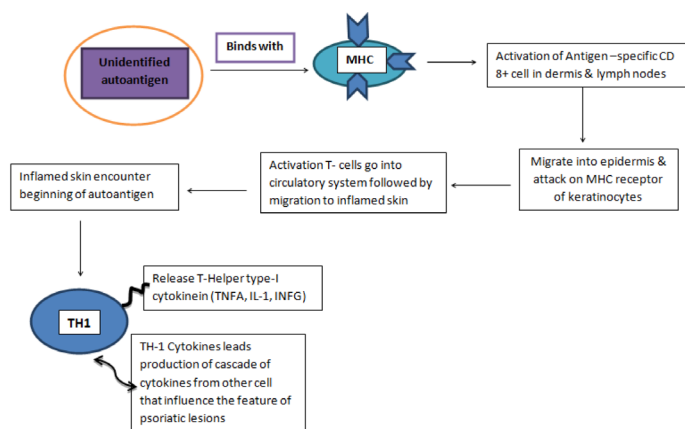 Unidentified
autoantigen
Binds with
MHC
Activation of Antigen –specific CD
8+ cell in dermis & lymph nodes
Migrate into epidermis &
attack on MHC receptor
of keratinocytes
Activation T- cells go into
circulatory system followed by
migration to inflamed skin
Inflamed skin encounter
beginning of autoantigen
Release T-Helper type-I
cytokinein (TNFA, IL-1, INFG)
TH1
TH-1 Cytokines leads
production of cascade of
cytokines from other cell
that influence the feature of
psoriatic lesions